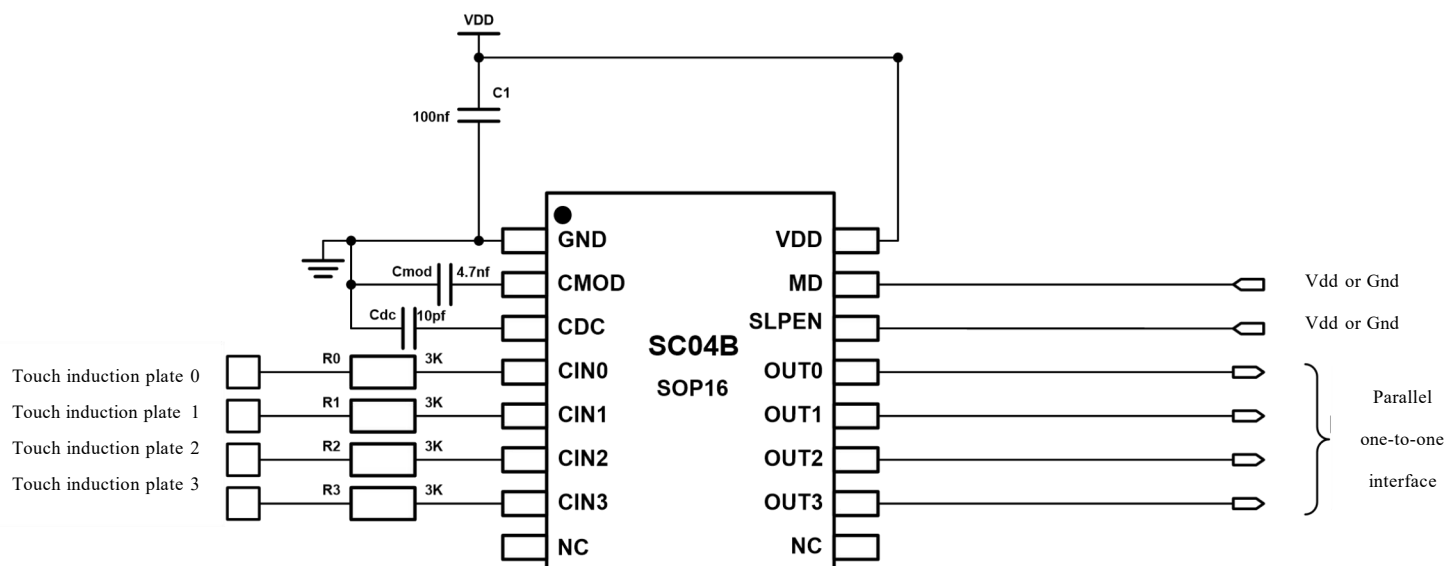 VDD
C1
100nf
GND VDD
Cmod 4.7nf CMOD MD Vdd or Gnd
Cdc 10pf CDC SLPEN Vdd or Gnd
SC04B
SOP16
Touch induction plate 0 R0 3K CIN0 OUT0
Touch induction plate 1 R1 3K CIN1 OUT1
Touch induction plate 2 R2 3K CIN2 OUT2
Touch induction plate 3 R3 3K CIN3 OUT3
Parallel
one-to-one
interface
NC NC